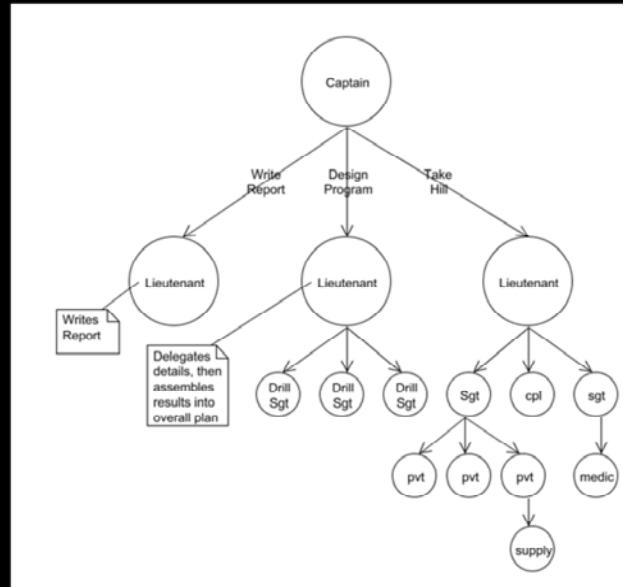 Captain
Write
Report
Design
Program
Take
Hill
Lieutenant
Lieutenant
Lieutenant
Writes
Report
Delegates
details, then
assembles
results into
overall plan
Drill
Sgt
Drill
Sgt
Drill
Sgt
Sgt
cpl
sgt
pvt
pvt
pvt
medic
supply